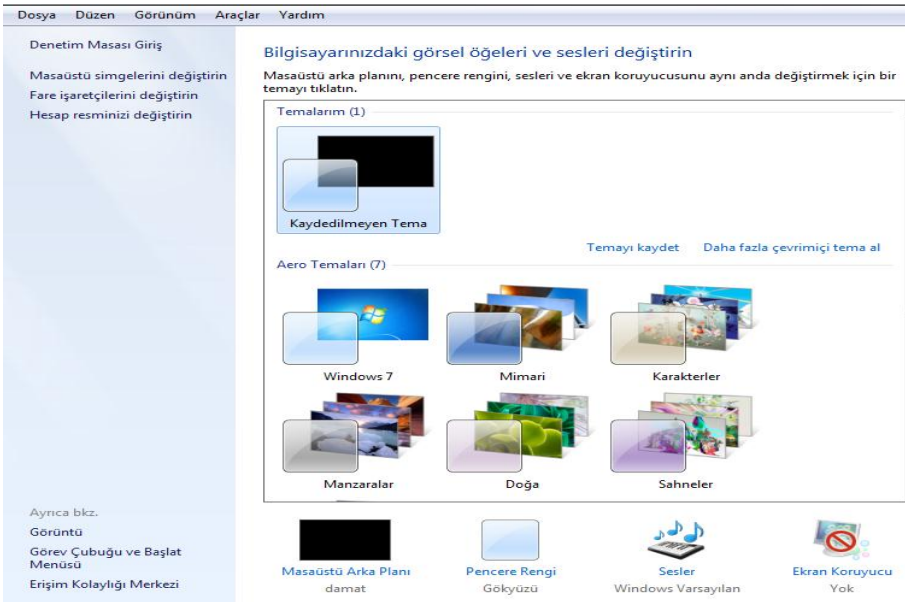 Dosya Düzen Görünüm Araçlar Yardım
Denetim Masası Giriş
Masaüstü simgelerini değiştirin
Fare işaretçilerini değiştirin
Hesap resminizi değiştirin
Bilgisayarınızdaki görsel öğeleri ve sesleri değiştirin
Masaüstü arka planını, pencere rengini, sesleri ve ekran koruyucusunu aynı anda değiştirmek için bir
temayı tıklatın.
Temalarım (1)
Kaydedilmeyen Tema
Temayı kaydet Daha fazla çevrimiçi tema al
Aero Temaları (7)
Windows 7 Mimari Karakterler
Manzaralar Doğa Sahneler
Ayrıca bkz.
Görüntü
Görev Çubuğu ve Başlat
Menüsü
Erişim Kolaylığı Merkezi
Masaüstü Arka Planı Pencere Rengi Sesler Ekran Koruyucu
damat Gökyüzü Windows Varsayılan Yok